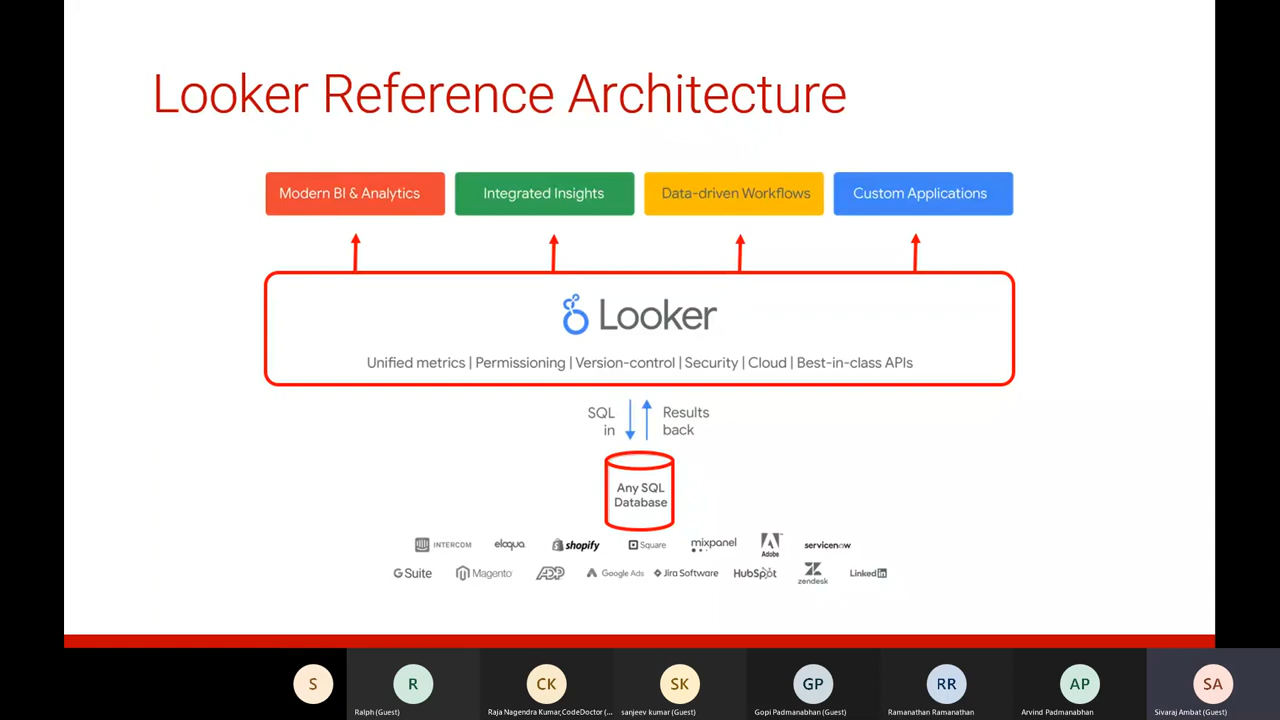 Looker Reference Architecture
Modern BI & Analytics
Integrated Insights
Data-driven Workflows
Custom Applications
Looker
Unified metrics | Permissioning | Version-control | Security | Cloud | Best-in-class APIs
SQL
in
Results
back
Any SQL
Database
INTERCOM
eloqua
shopify
Square
mixpanel
Adobe
servicenow
G Suite
Magento
ADP
Google Ads
Jira Software
HubSpot
zendesk
LinkedIn
S
R
CK
SK
GP
RR
AP
SA
Ralph (Guest)
Raja Nagendra Kumar,CodeDoctor (...
sanjeev kumar (Guest)
Gopi Padmanabhan (Guest)
Ramanathan Ramanathan
Arvind Padmanabhan
Sivaraj Ambat (Guest)